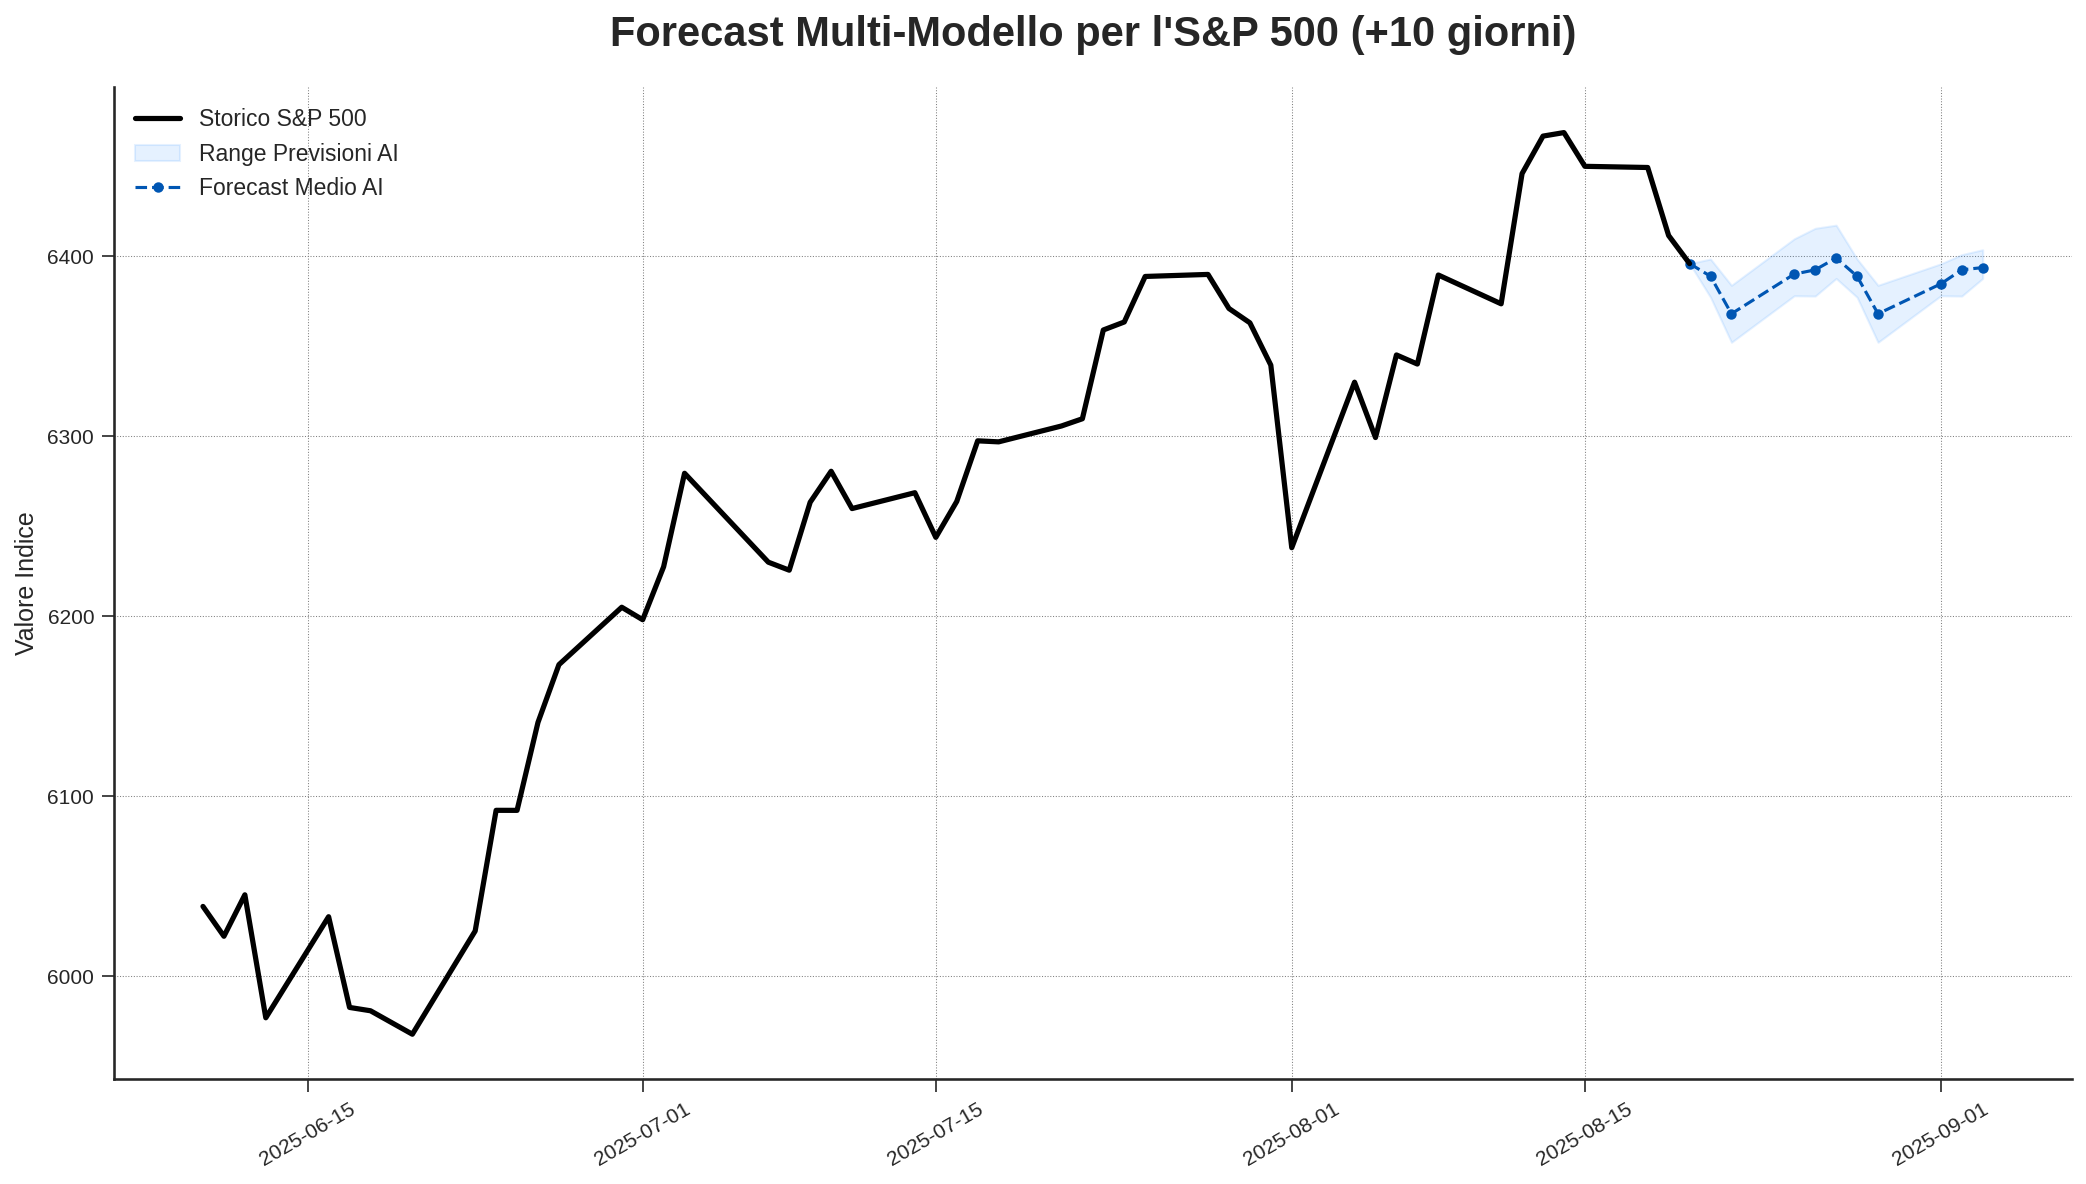 Forecast Multi-Modello per l'S&P 500 (+10 giorni)
Storico S&P 500
Range Previsioni AI
Forecast Medio AI
Valore Indice
6400
6300
6200
6100
6000
2025-06-15
2025-07-01
2025-07-15
2025-08-01
2025-08-15
2025-09-01